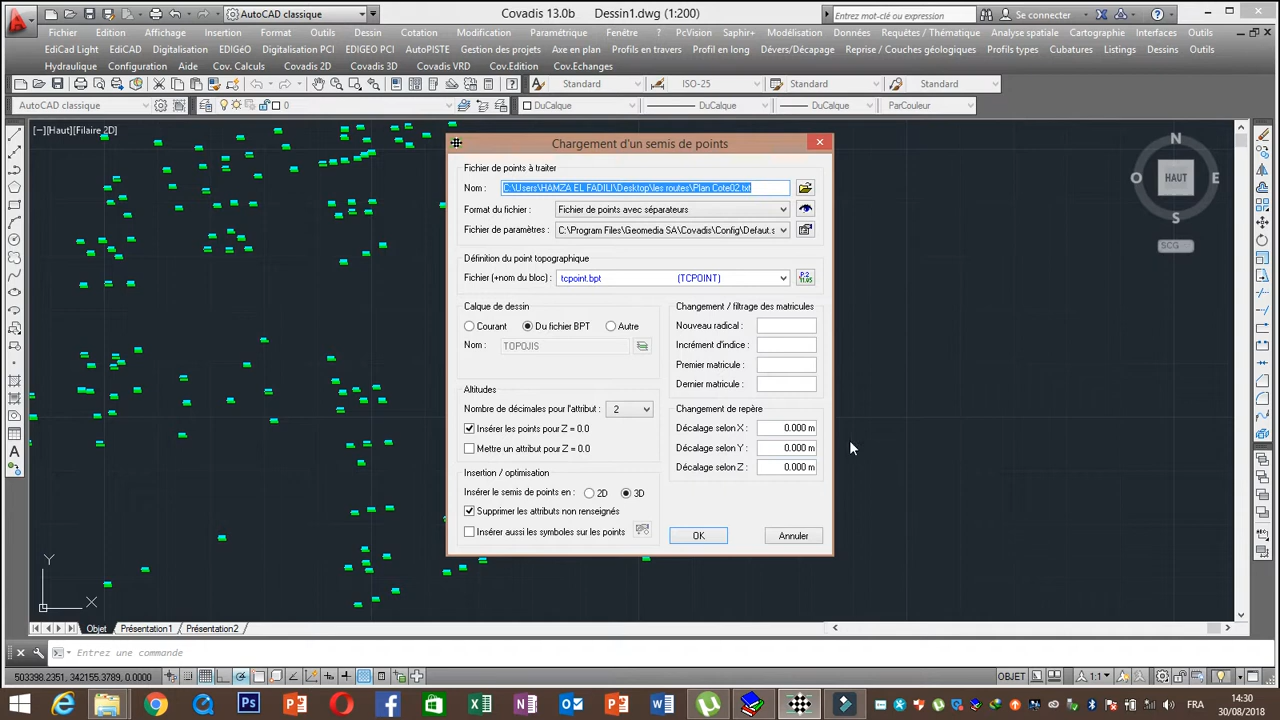 AutoCAD classique
Covadis 13.0b Dessin1.dwg (1:200)
Entrez mot-clé ou expression
Se connecter
Fichier Edition Affichage Insertion Format Outils Dessin Cotation Modification Paramétrique Fenêtre ? PcVision Saphir+ Modélisation Données Requêtes / Thématique Analyse spatiale Cartographie Interfaces Outils
EdiCad Light EdiCAD Digitalisation EDIGéO Digitalisation PCI EDIGEO PCI AutoPISTE Gestion des projets Axe en plan Profils en travers Profil en long Dévers/Décapage Reprise / Couches géologiques Profils types Cubatures Listings Dessins Outils
Hydraulique Configuration Aide Cov. Calculs Covadis 2D Covadis 3D Covadis VRD Cov.Edition Cov.Echanges
Standard ISO-25 Standard Standard
AutoCAD classique 0 DuCalque DuCalque DuCalque ParCouleur
[−][Haut][Filaire 2D]
Chargement d'un semis de points
Fichier de points à traiter
Nom : C:\Users\HAMZA EL FADILI\Desktop\les routes\Plan Cote02.txt
Format du fichier : Fichier de points avec séparateurs
Fichier de paramètres : C:\Program Files\Geomedia SA\Covadis\Config\Defaut.s
Définition du point topographique
Fichier (+nom du bloc) : tcpoint.bpt (TCPOINT)
Calque de dessin
Courant Du fichier BPT Autre
Nom : TOPOJIS
Altitudes
Nombre de décimales pour l'attribut : 2
Insérer les points pour Z = 0.0
Mettre un attribut pour Z = 0.0
Insertion / optimisation
Insérer le semis de points en : 2D 3D
Supprimer les attributs non renseignés
Insérer aussi les symboles sur les points
Changement / filtrage des matricules
Nouveau radical :
Incrément d'indice :
Premier matricule :
Dernier matricule :
Changement de repère
Décalage selon X : 0.000 m
Décalage selon Y : 0.000 m
Décalage selon Z : 0.000 m
OK Annuler
N
O HAUT E
S
SCG
Y
X
Objet Présentation1 Présentation2
Entrez une commande
503398.2351, 342155.3789, 0.0000
OBJET 1:1
FRA
14:30
30/08/2018